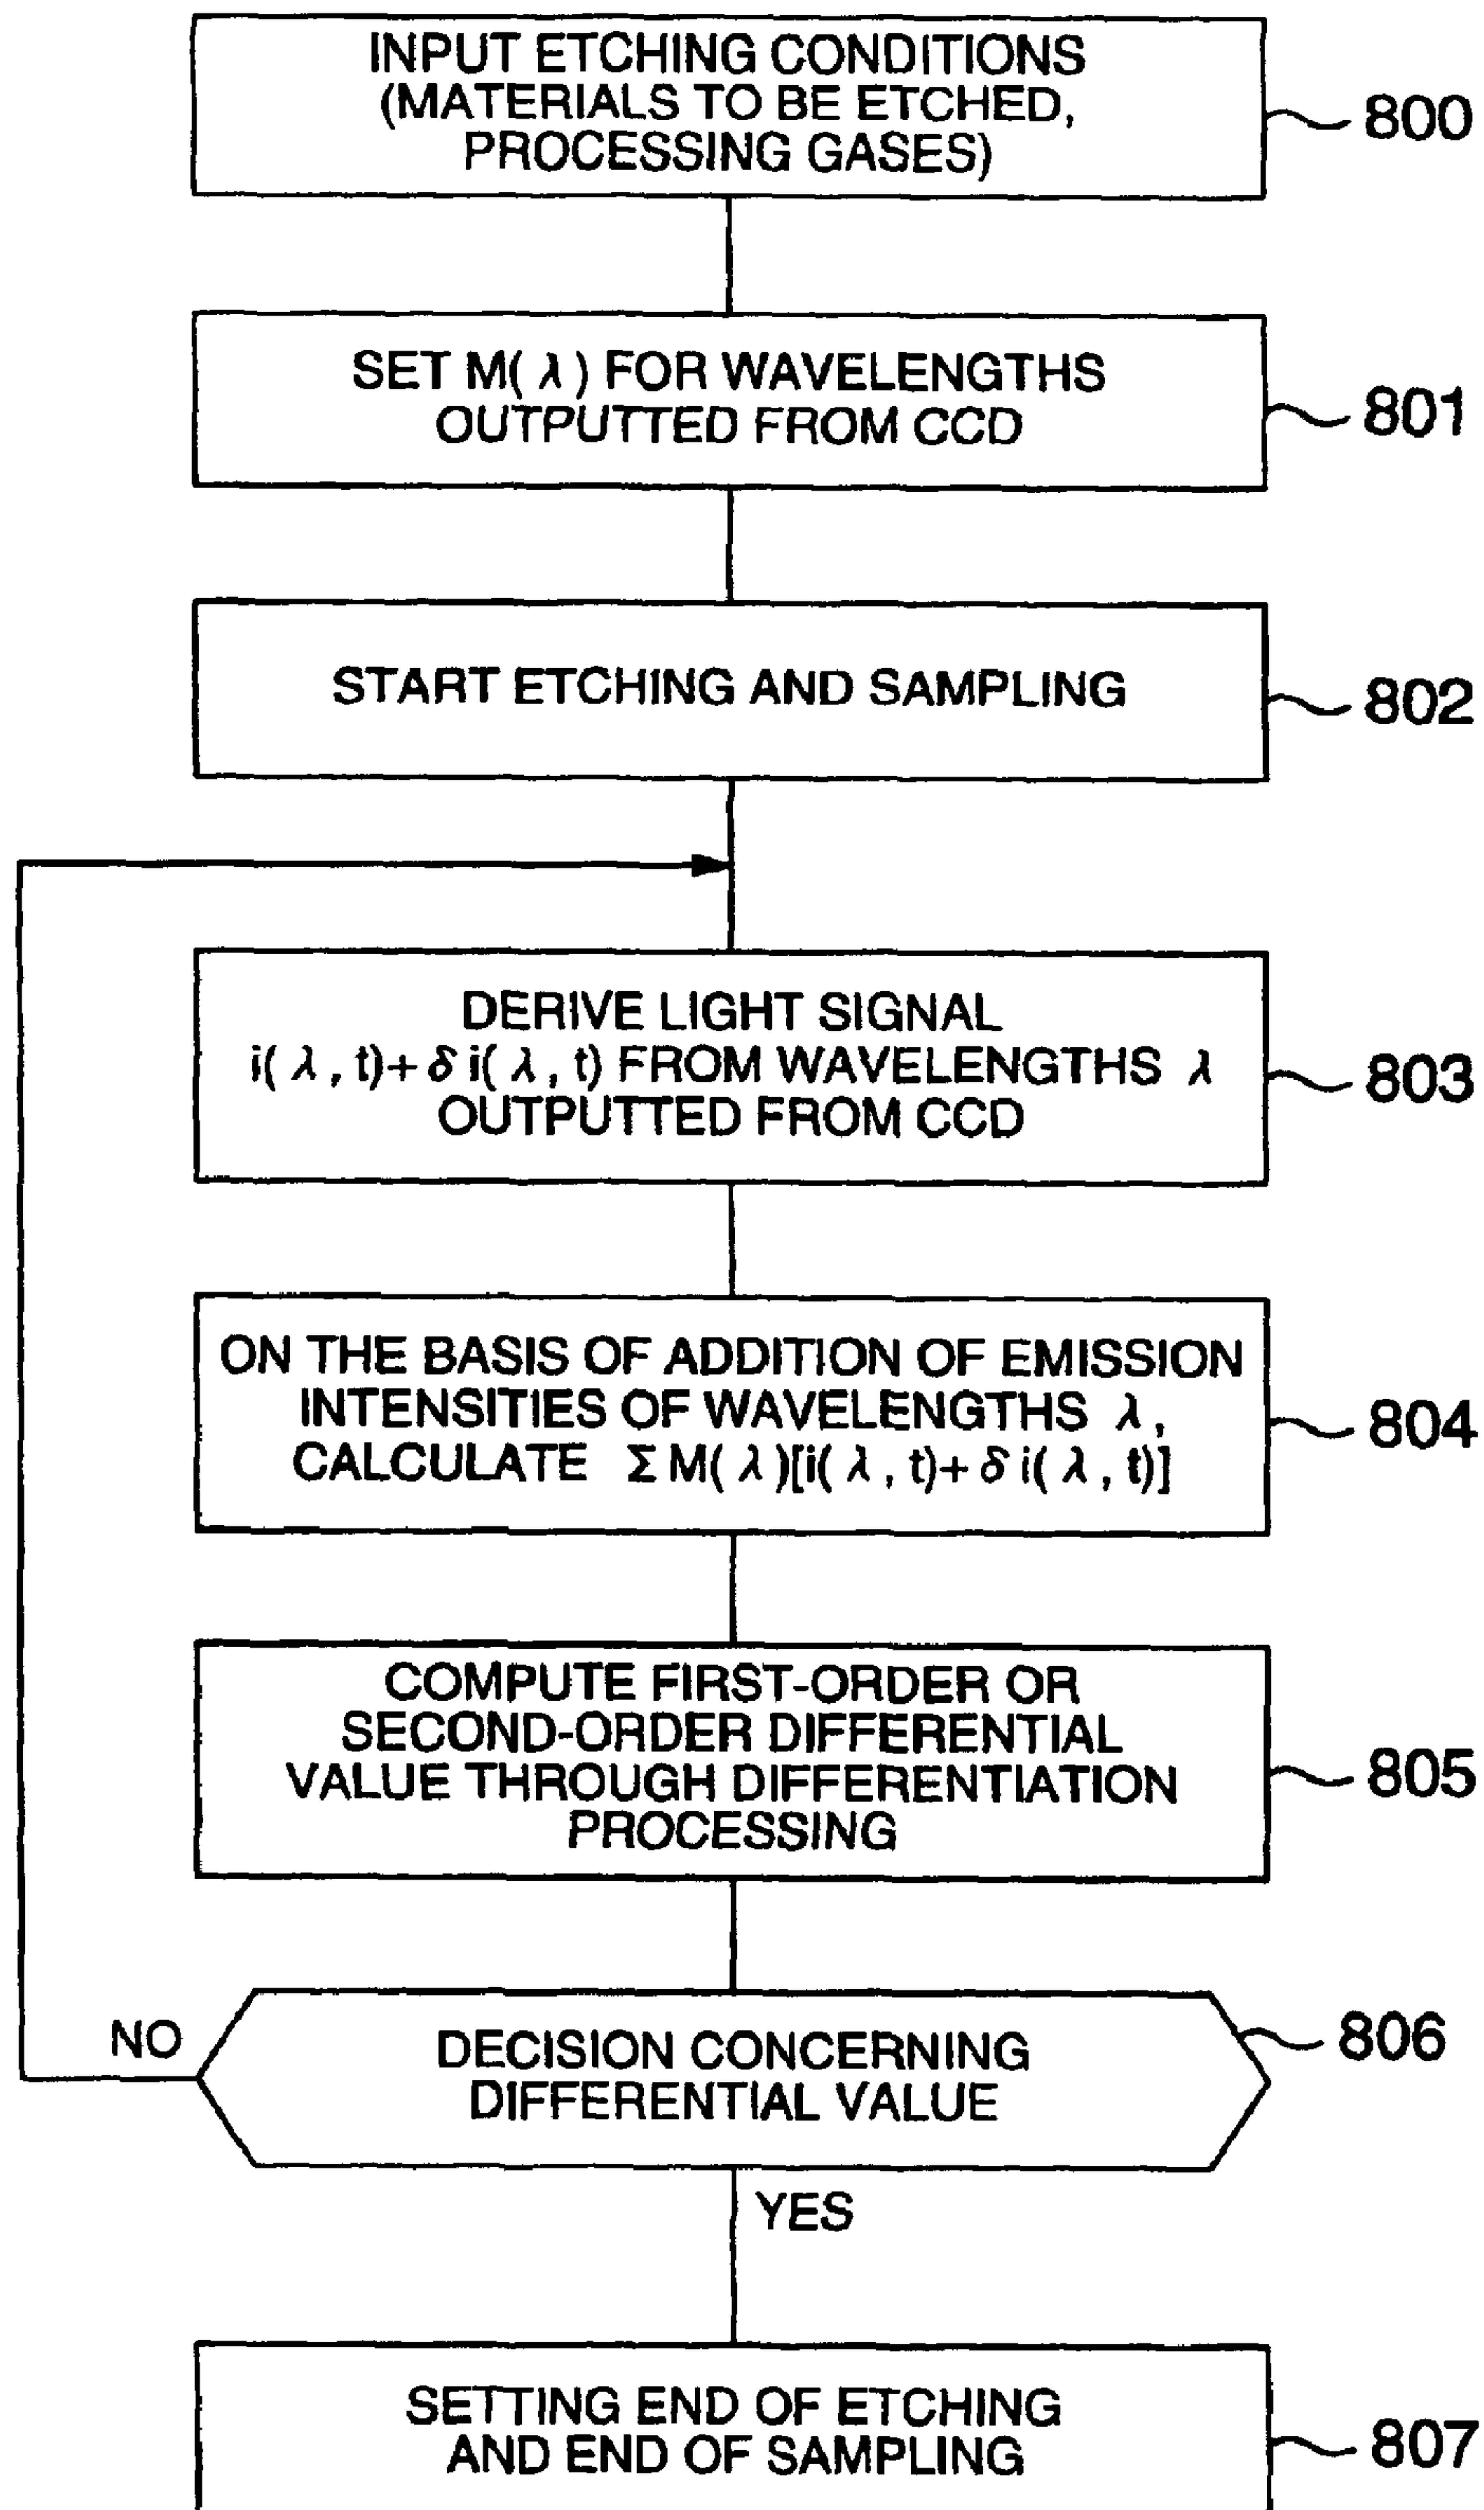 INPUT ETCHING CONDITIONS
(MATERIALS TO BE ETCHED,
PROCESSING GASES)
800
SET M(λ) FOR WAVELENGTHS
OUTPUTTED FROM CCD
801
START ETCHING AND SAMPLING
802
DERIVE LIGHT SIGNAL
i(λ, t)+δi(λ, t) FROM WAVELENGTHS λ
OUTPUTTED FROM CCD
803
ON THE BASIS OF ADDITION OF EMISSION
INTENSITIES OF WAVELENGTHS λ,
CALCULATE ΣM(λ)[i(λ, t)+δi(λ, t)]
804
COMPUTE FIRST-ORDER OR
SECOND-ORDER DIFFERENTIAL
VALUE THROUGH DIFFERENTIATION
PROCESSING
805
NO
DECISION CONCERNING
DIFFERENTIAL VALUE
806
YES
SETTING END OF ETCHING
AND END OF SAMPLING
807